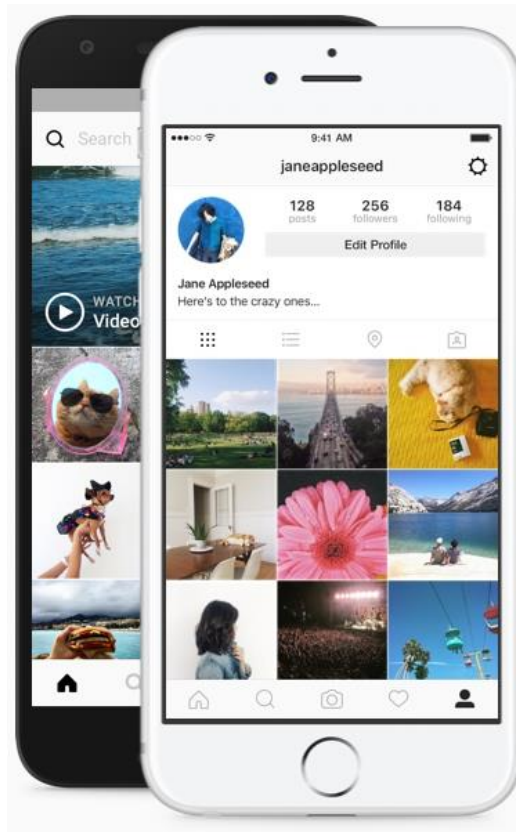 Search
WATCH
Video
9:41 AM
janeappleseed
128 256 184
posts followers following
Edit Profile
Jane Appleseed
Here's to the crazy ones...